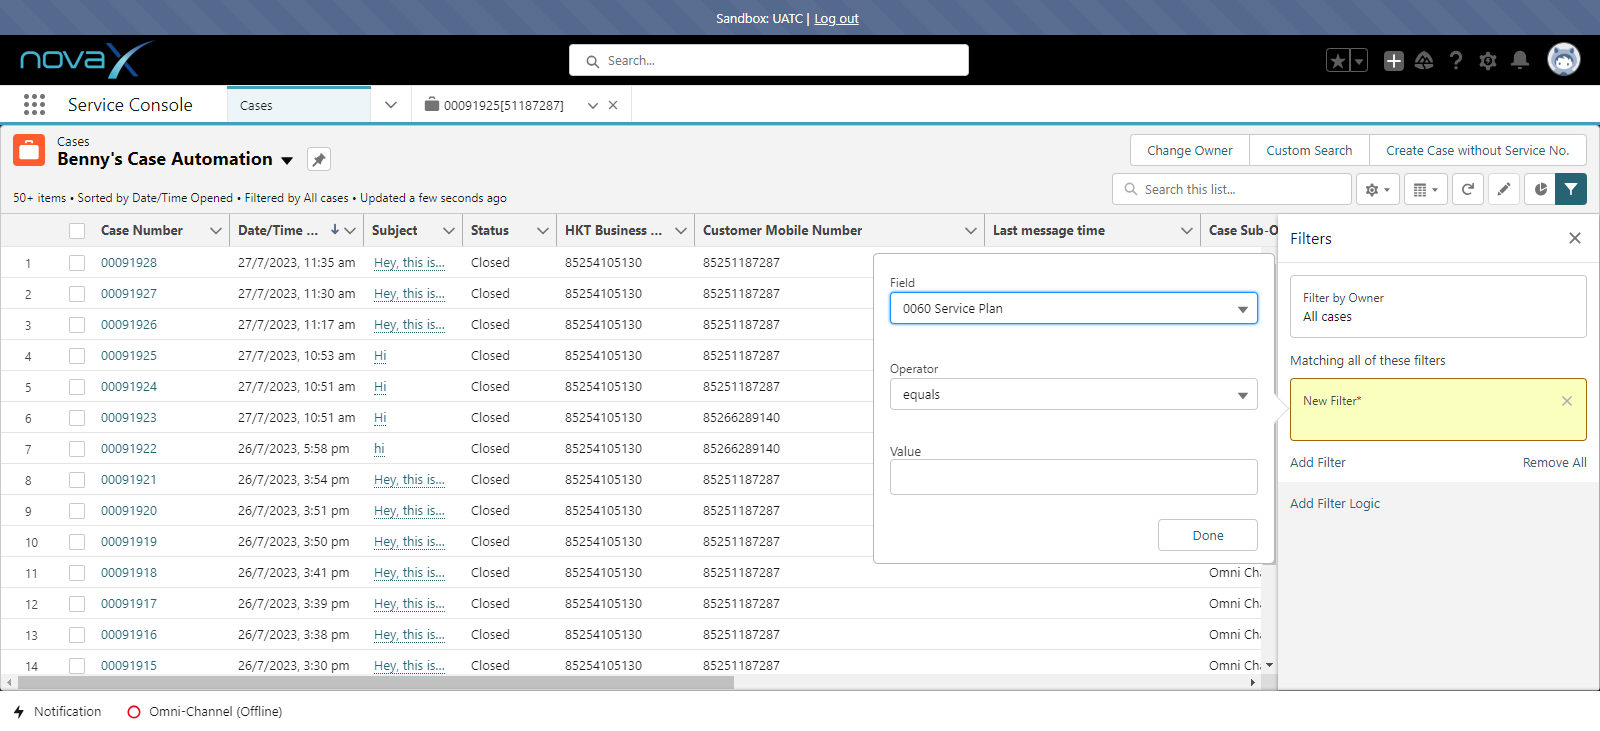 Sandbox: UATC | Log out
novaX
Search...
Service Console
Cases
00091925[51187287]
Cases
Benny's Case Automation
Change Owner
Custom Search
Create Case without Service No.
50+ items • Sorted by Date/Time Opened • Filtered by All cases • Updated a few seconds ago
Search this list...
Case Number Date/Time ... Subject Status HKT Business ... Customer Mobile Number Last message time Case Sub-O
1 00091928 27/7/2023, 11:35 am Hey, this is... Closed 85254105130 85251187287
2 00091927 27/7/2023, 11:30 am Hey, this is... Closed 85254105130 85251187287
3 00091926 27/7/2023, 11:17 am Hey, this is... Closed 85254105130 85251187287
4 00091925 27/7/2023, 10:53 am Hi Closed 85254105130 85251187287
5 00091924 27/7/2023, 10:51 am Hi Closed 85254105130 85251187287
6 00091923 27/7/2023, 10:51 am Hi Closed 85254105130 85266289140
7 00091922 26/7/2023, 5:58 pm hi Closed 85254105130 85266289140
8 00091921 26/7/2023, 3:54 pm Hey, this is... Closed 85254105130 85251187287
9 00091920 26/7/2023, 3:51 pm Hey, this is... Closed 85254105130 85251187287
10 00091919 26/7/2023, 3:50 pm Hey, this is... Closed 85254105130 85251187287
11 00091918 26/7/2023, 3:41 pm Hey, this is... Closed 85254105130 85251187287 Omni Cha
12 00091917 26/7/2023, 3:39 pm Hey, this is... Closed 85254105130 85251187287 Omni Cha
13 00091916 26/7/2023, 3:38 pm Hey, this is... Closed 85254105130 85251187287 Omni Cha
14 00091915 26/7/2023, 3:30 pm Hey, this is... Closed 85254105130 85251187287 Omni Cha
Field
0060 Service Plan
Operator
equals
Value
Done
Filters
Filter by Owner
All cases
Matching all of these filters
New Filter*
Add Filter
Remove All
Add Filter Logic
Notification
Omni-Channel (Offline)